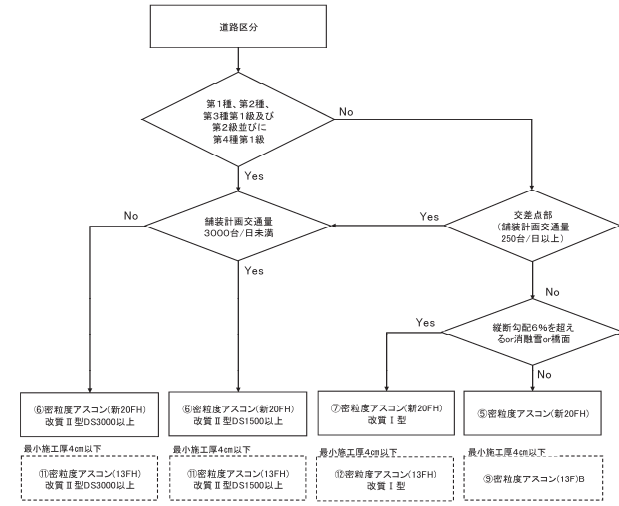 道路区分
第1種、第2種、
第3種第1級及び
第2級並びに
第4種第1級
No
Yes
舗装計画交通量
3000台/日未満
No
Yes
交差点部
(舗装計画交通量
250台/日以上)
Yes
No
縦断勾配6%を超え
るor消融雪or橋面
Yes
No
⑥密粒度アスコン(新20FH)
改質Ⅱ型DS3000以上
⑥密粒度アスコン(新20FH)
改質Ⅱ型DS1500以上
⑦密粒度アスコン(新20FH)
改質Ⅰ型
⑤密粒度アスコン(新20FH)
最小施工厚4cm以下
最小施工厚4cm以下
最小施工厚4cm以下
最小施工厚4cm以下
⑪密粒度アスコン(13FH)
改質Ⅱ型DS3000以上
⑪密粒度アスコン(13FH)
改質Ⅱ型DS1500以上
⑫密粒度アスコン(13FH)
改質Ⅰ型
⑨密粒度アスコン(13F)B